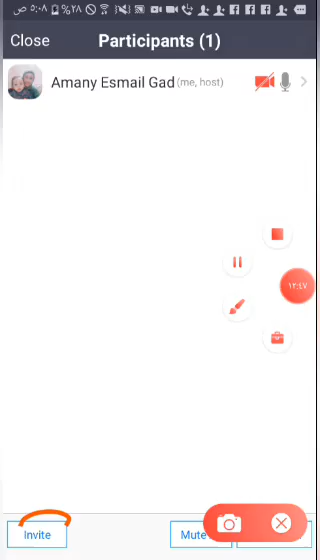 ص ٥:٠٨ %٢٨
Close Participants (1)
Amany Esmail Gad (me, host)
١٢:٤٧
Invite Mute